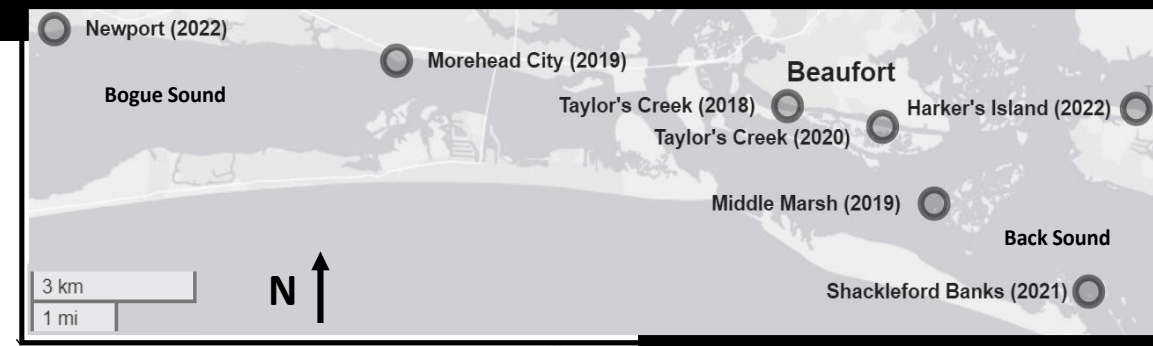 Newport (2022)
Morehead City (2019)
Bogue Sound
Beaufort
Taylor's Creek (2018)
Harker's Island (2022)
Taylor's Creek (2020)
Middle Marsh (2019)
Back Sound
Shackleford Banks (2021)
3 km
1 mi
N